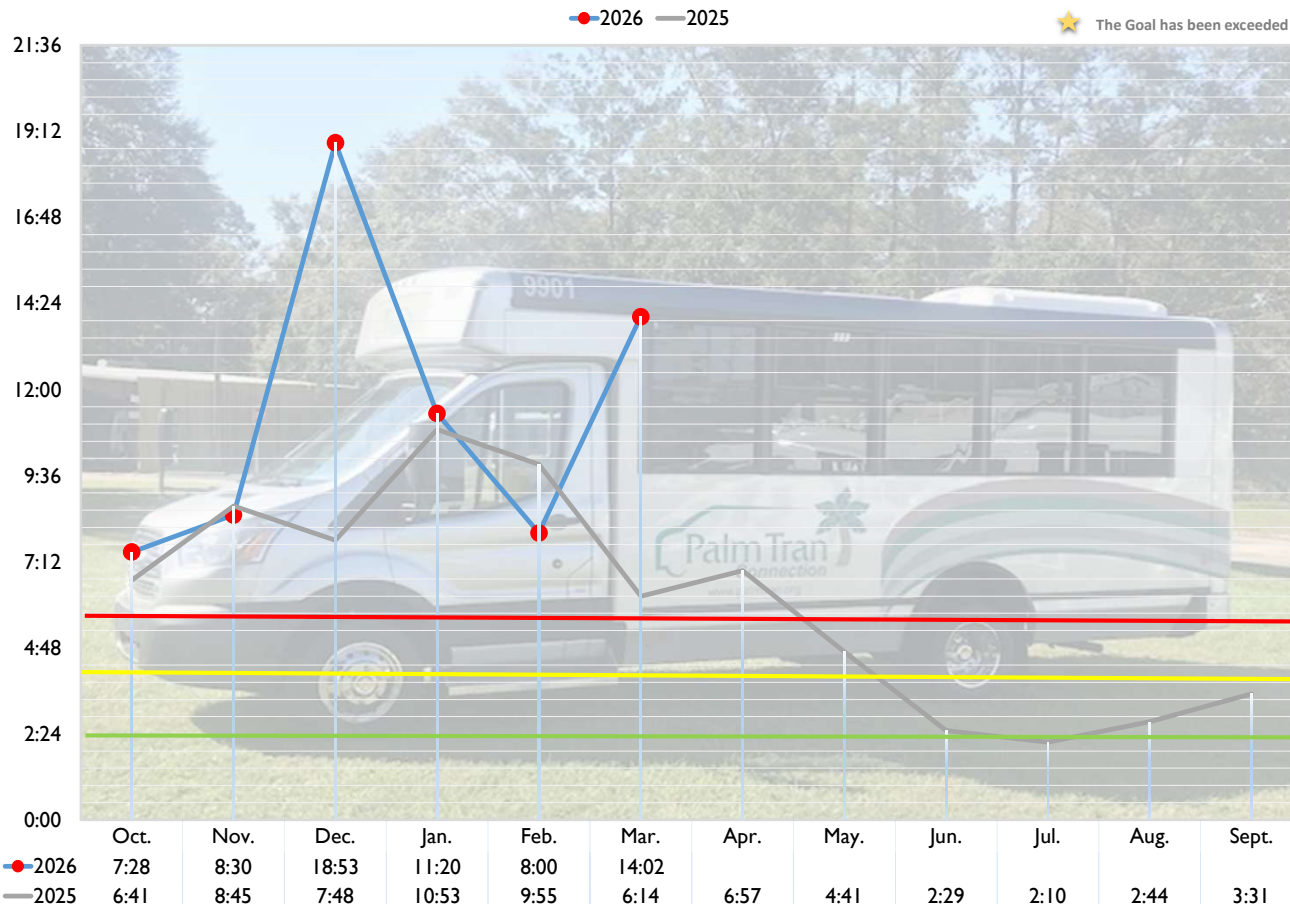 2026 2025
The Goal has been exceeded
21:36
19:12
16:48
14:24
12:00
9:36
7:12
4:48
2:24
0:00
9901
Palm Tran
Connection
Oct. Nov. Dec. Jan. Feb. Mar. Apr. May. Jun. Jul. Aug. Sept.
2026 7:28 8:30 18:53 11:20 8:00 14:02
2025 6:41 8:45 7:48 10:53 9:55 6:14 6:57 4:41 2:29 2:10 2:44 3:31